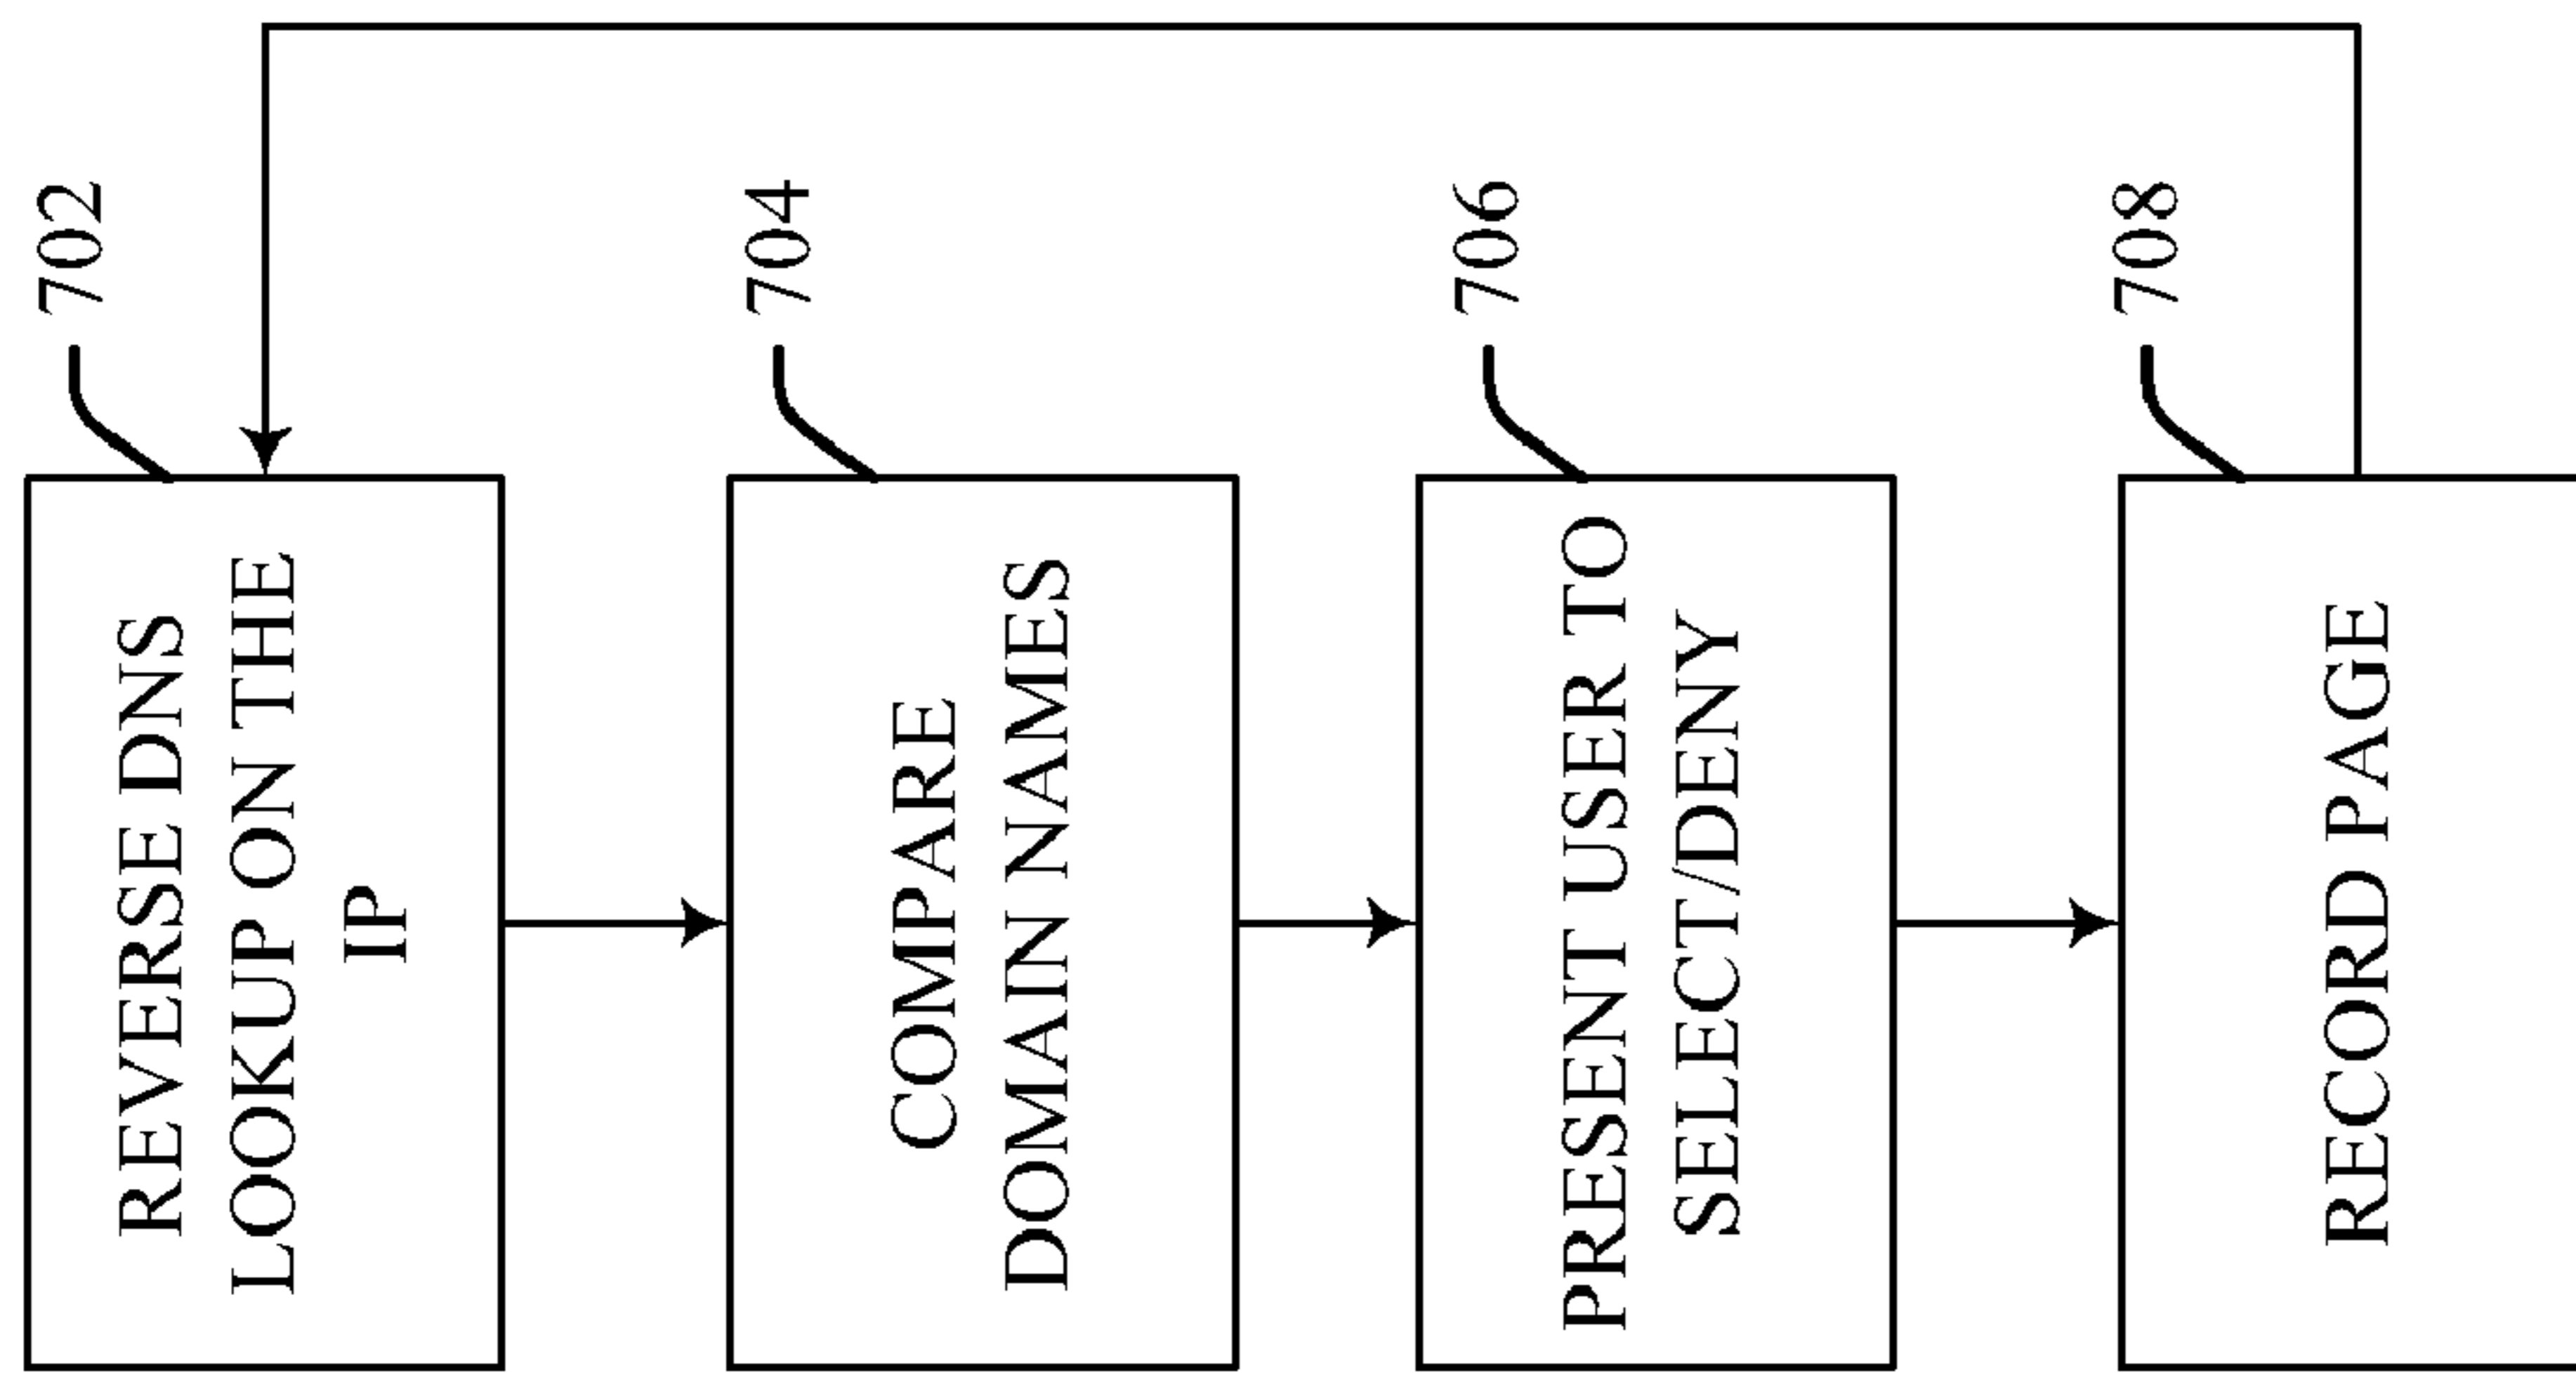 702
REVERSE DNS
LOOKUP ON THE
IP
704
COMPARE
DOMAIN NAMES
706
PRESENT USER TO
SELECT/DENY
708
RECORD PAGE